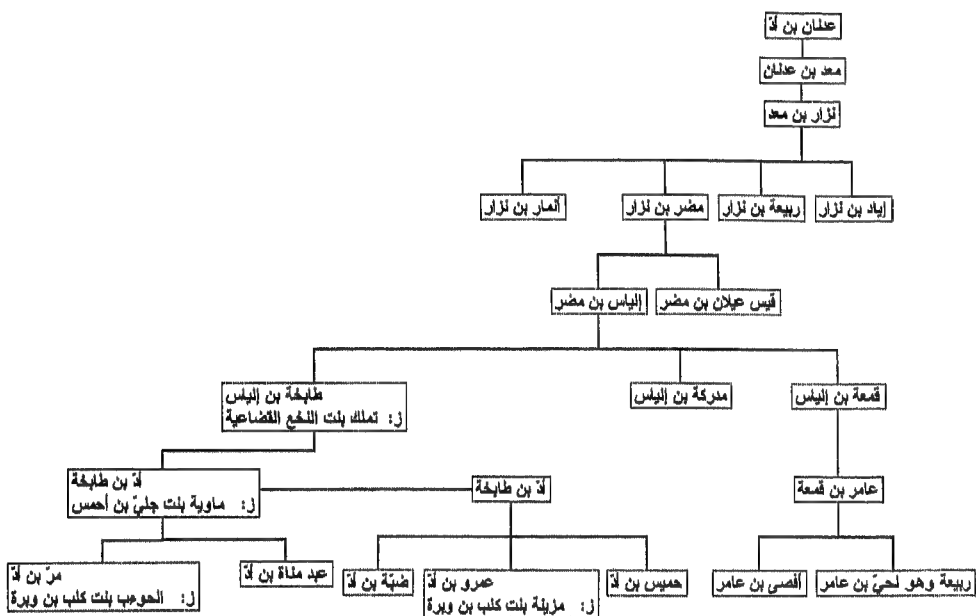 عدنان بن أدّ
معد بن عدنان
نزار بن معد
إياد بن نزار
ربيعة بن نزار
مضر بن نزار
أنمار بن نزار
قيس عيلان بن مضر
إلياس بن مضر
قمعة بن إلياس
مدركة بن إلياس
طابخة بن إلياس
ز: تملك بنت النخع القضاعية
عامر بن قمعة
أدّ بن طابخة
أدّ بن طابخة
ز: ماوية بنت جليّ بن أحمس
ربيعة وهو لحيّ بن عامر
أفصى بن عامر
حميس بن أدّ
عمرو بن أدّ
ز: مزينة بنت كلب بن وبرة
ضبّة بن أدّ
عبد مناة بن أدّ
مرّ بن أدّ
ز: الحوءب بنت كلب بن وبرة